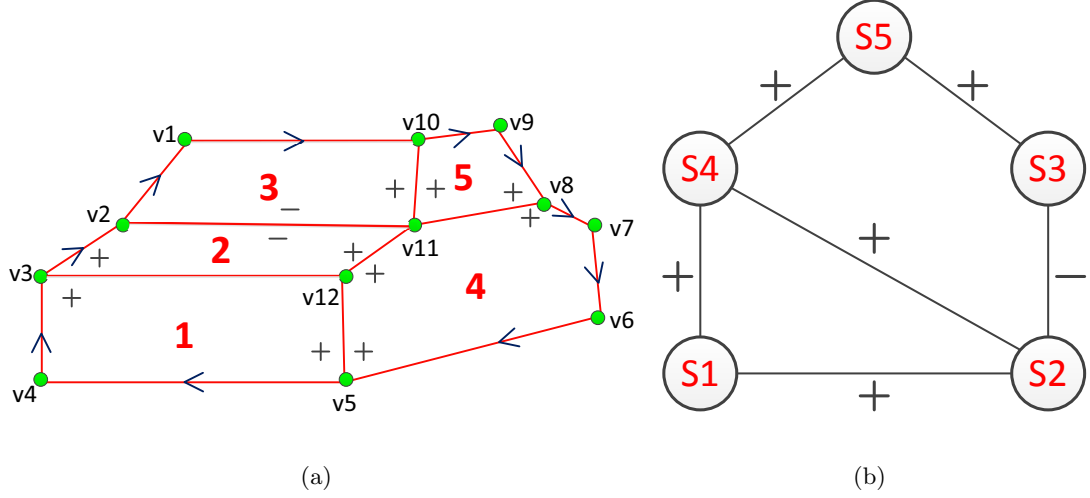 S5
+ +
v1 v10 v9
S4 S3
3 + + 5 + v8
v2 − +
v11 v7
− +
v3 + 2 + +
+ v12 4
+ −
1 v6
+ + S1 S2
v4 v5 +
(a) (b)